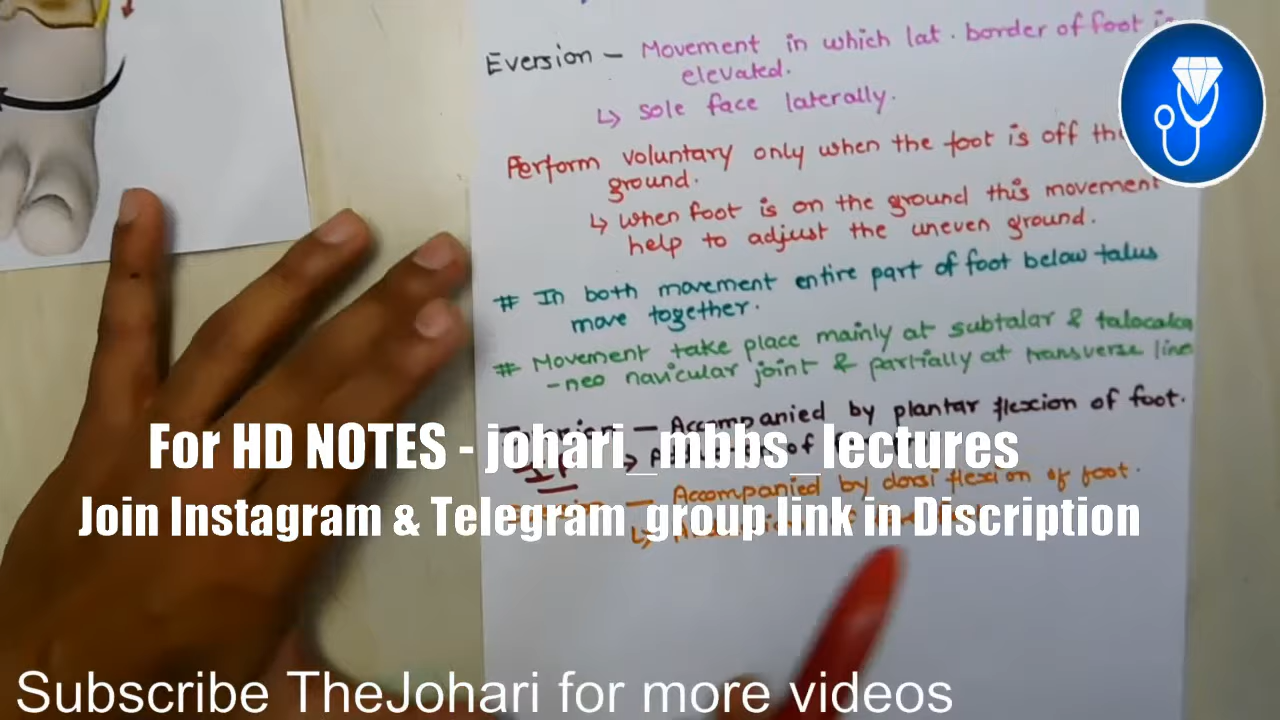 Eversion – Movement in which lat. border of foot is
elevated.
↳ sole face laterally.
Perform voluntary only when the foot is off the
ground.
↳ when foot is on the ground this movement
help to adjust the uneven ground.
# In both movement entire part of foot below talus
move together.
# Movement take place mainly at subtalar & talocalca
-neo navicular joint & partially at transverse
— Accompanied by plantar flexion of foot.
For HD NOTES - johari_mbbs_lectures
— Accompanied by dorsi flexion of foot.
Join Instagram & Telegram group link in Discription
Subscribe TheJohari for more videos